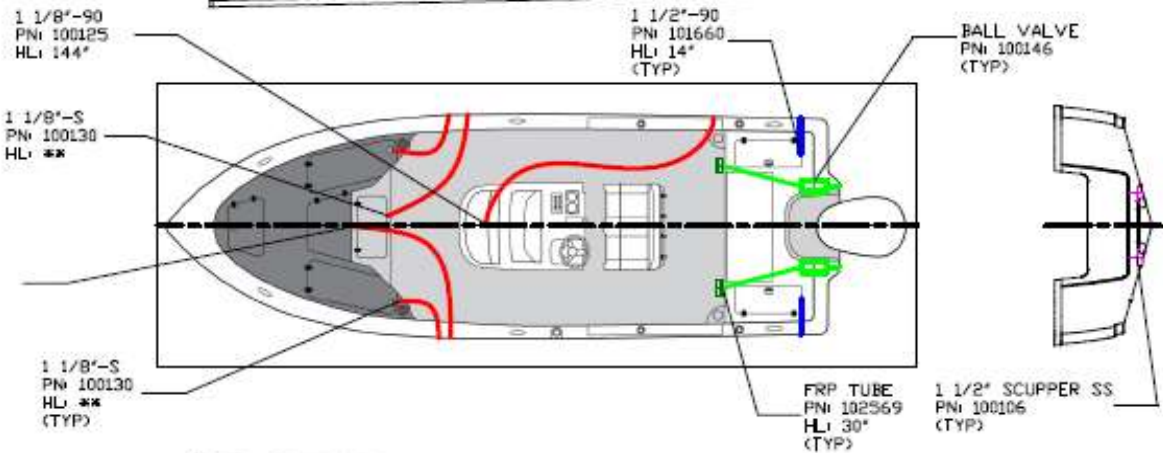 1 1/8"-90
PN: 100125
HL: 144"
1 1/2"-90
PN: 101660
HL: 14"
(TYP)
BALL VALVE
PN: 100146
(TYP)
1 1/8"-S
PN: 100130
HL: **
1 1/8"-S
PN: 100130
HL: **
(TYP)
FRP TUBE
PN: 102569
HL: 30"
(TYP)
1 1/2" SCUPPER SS
PN: 100106
(TYP)